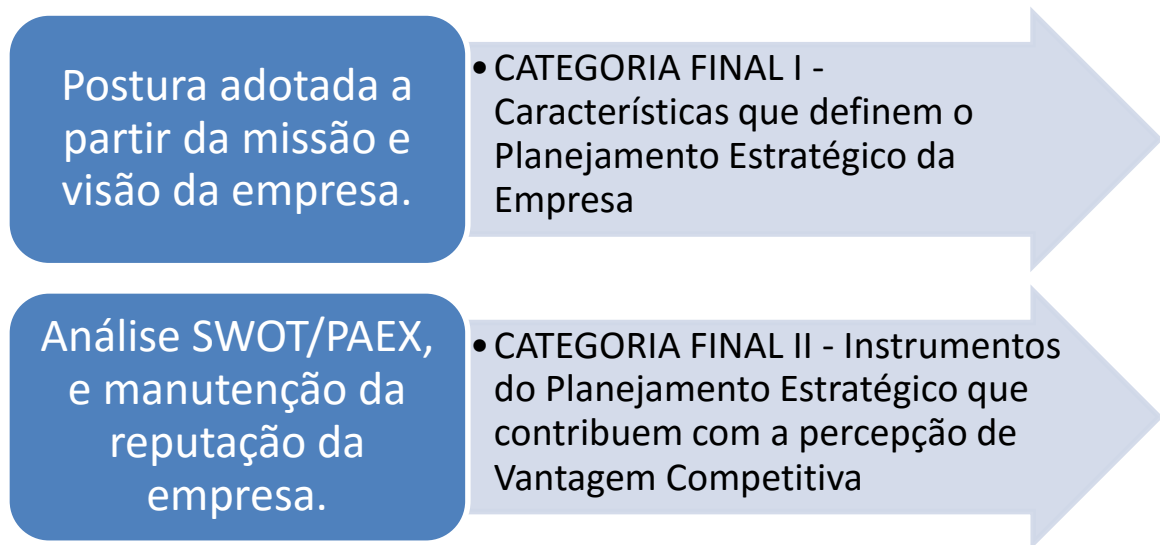 Postura adotada a
partir da missão e
visão da empresa.
• CATEGORIA FINAL I -
Características que definem o
Planejamento Estratégico da
Empresa
Análise SWOT/PAEX,
e manutenção da
reputação da
empresa.
• CATEGORIA FINAL II - Instrumentos
do Planejamento Estratégico que
contribuem com a percepção de
Vantagem Competitiva